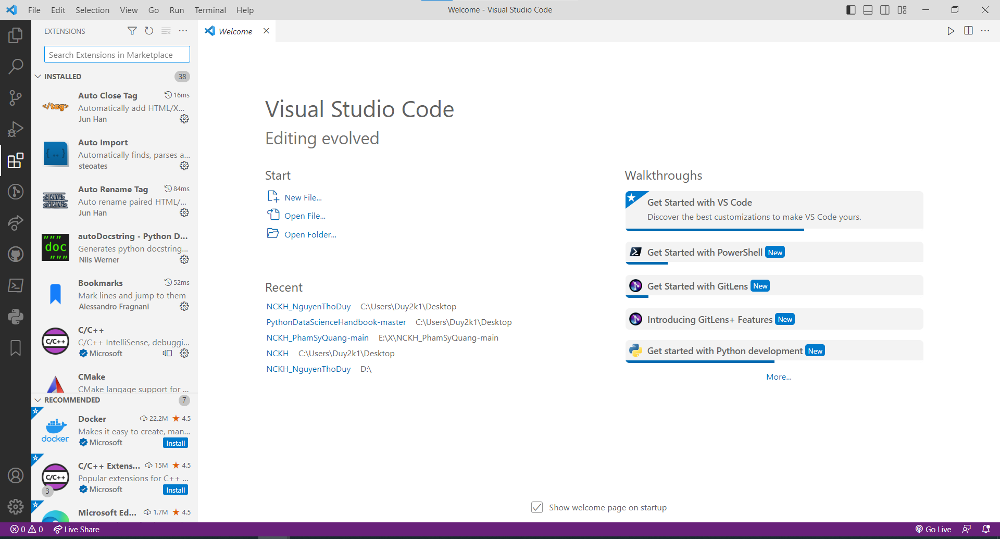 File Edit Selection View Go Run Terminal Help
Welcome - Visual Studio Code
EXTENSIONS
Search Extensions in Marketplace
INSTALLED 38
</tag>
Auto Close Tag 16ms
Automatically add HTML/X...
Jun Han
{..}
Auto Import
Automatically finds, parses a...
steoates
<TAG>
</TAG>
Auto Rename Tag 84ms
Auto rename paired HTML/...
Jun Han
"""
doc
"""
autoDocstring - Python D...
Generates python docstring...
Nils Werner
Bookmarks 52ms
Mark lines and jump to them
Alessandro Fragnani
C/C++
C/C++
C/C++ IntelliSense, debuggi...
Microsoft
CMake
CMake langage support for ...
RECOMMENDED 7
docker
Docker 22.2M ★ 4.5
Makes it easy to create, man...
Microsoft Install
C/C++
3
C/C++ Extens... 15M ★ 4.5
Popular extensions for C++ ...
Microsoft Install
Microsoft Ed... 1.7M ★ 4.5
Welcome
Visual Studio Code
Editing evolved
Start
New File...
Open File...
Open Folder...
Recent
NCKH_NguyenThoDuy C:\Users\Duy2k1\Desktop
PythonDataScienceHandbook-master C:\Users\Duy2k1\Desktop
NCKH_PhamSyQuang-main E:\X\NCKH_PhamSyQuang-main
NCKH C:\Users\Duy2k1\Desktop
NCKH_NguyenThoDuy D:\
Walkthroughs
Get Started with VS Code
Discover the best customizations to make VS Code yours.
Get Started with PowerShell New
Get Started with GitLens New
Introducing GitLens+ Features New
Get started with Python development New
More...
Show welcome page on startup
0 0 Live Share
Go Live